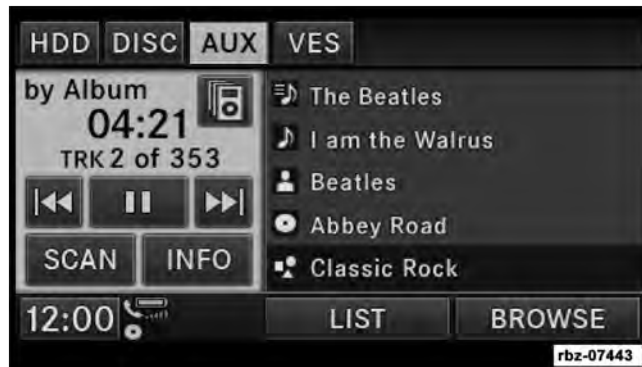 HDD DISC AUX VES
by Album
04:21
TRK 2 of 353
SCAN INFO
The Beatles
I am the Walrus
Beatles
Abbey Road
Classic Rock
12:00 LIST BROWSE
rbz-07443